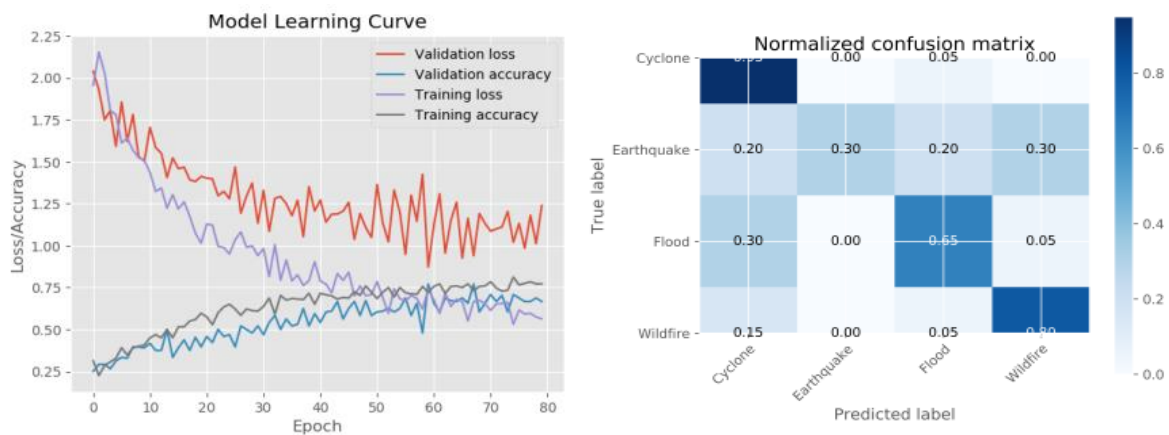 Model Learning Curve
Loss/Accuracy
2.25
2.00
1.75
1.50
1.25
1.00
0.75
0.50
0.25
Validation loss
Validation accuracy
Training loss
Training accuracy
0 10 20 30 40 50 60 70 80
Epoch
Normalized confusion matrix
True label
Cyclone 0.00 0.00
Earthquake 0.20 0.30 0.20 0.30
Flood 0.30 0.00 0.65 0.05
Wildfire 0.15 0.00 0.05 0.80
Cyclone Earthquake Flood Wildfire
Predicted label
0.8
0.6
0.4
0.2
0.0